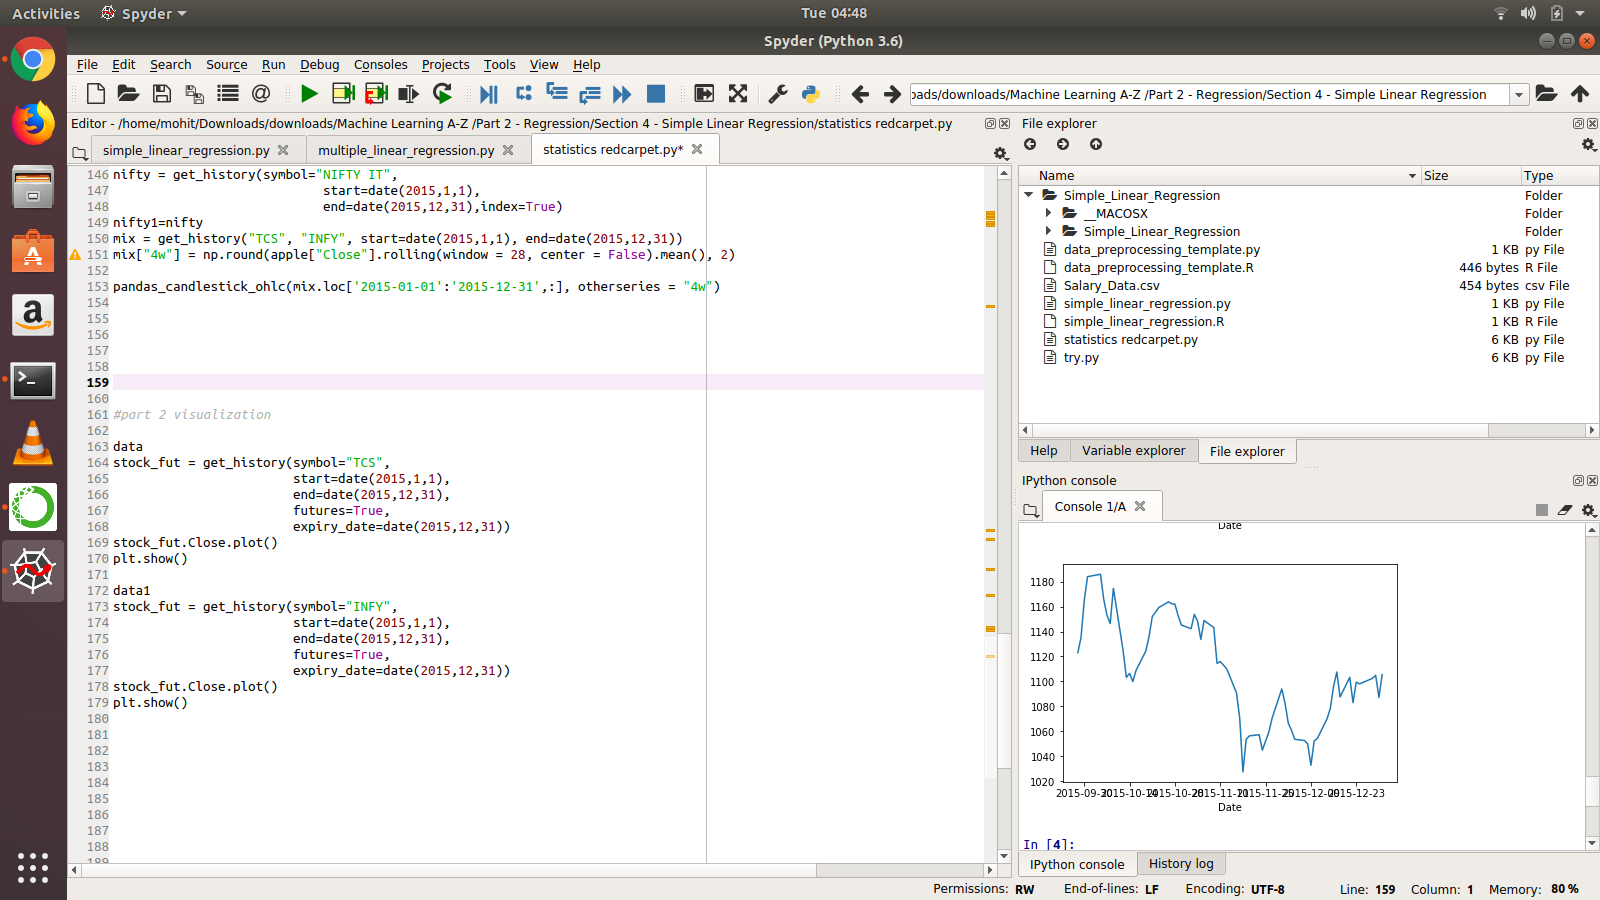 Activities
Spyder
Tue 04:48
Spyder (Python 3.6)
File Edit Search Source Run Debug Consoles Projects Tools View Help
oads/downloads/Machine Learning A-Z /Part 2 - Regression/Section 4 - Simple Linear Regression
Editor - /home/mohit/Downloads/downloads/Machine Learning A-Z /Part 2 - Regression/Section 4 - Simple Linear Regression/statistics redcarpet.py
simple_linear_regression.py
multiple_linear_regression.py
statistics redcarpet.py*
146 nifty = get_history(symbol="NIFTY IT",
147 start=date(2015,1,1),
148 end=date(2015,12,31),index=True)
149 nifty1=nifty
150 mix = get_history("TCS", "INFY", start=date(2015,1,1), end=date(2015,12,31))
151 mix["4w"] = np.round(apple["Close"].rolling(window = 28, center = False).mean(), 2)
152
153 pandas_candlestick_ohlc(mix.loc['2015-01-01':'2015-12-31',:], otherseries = "4w")
154
155
156
157
158
159
160
161 #part 2 visualization
162
163 data
164 stock_fut = get_history(symbol="TCS",
165 start=date(2015,1,1),
166 end=date(2015,12,31),
167 futures=True,
168 expiry_date=date(2015,12,31))
169 stock_fut.Close.plot()
170 plt.show()
171
172 data1
173 stock_fut = get_history(symbol="INFY",
174 start=date(2015,1,1),
175 end=date(2015,12,31),
176 futures=True,
177 expiry_date=date(2015,12,31))
178 stock_fut.Close.plot()
179 plt.show()
180
181
182
183
184
185
186
187
188
189
File explorer
Name Size Type
Simple_Linear_Regression Folder
__MACOSX Folder
Simple_Linear_Regression Folder
data_preprocessing_template.py 1 KB py File
data_preprocessing_template.R 446 bytes R File
Salary_Data.csv 454 bytes csv File
simple_linear_regression.py 1 KB py File
simple_linear_regression.R 1 KB R File
statistics redcarpet.py 6 KB py File
try.py 6 KB py File
Help Variable explorer File explorer
IPython console
Console 1/A
Date
1180
1160
1140
1120
1100
1080
1060
1040
1020
2015-09-30 2015-10-14 2015-10-28 2015-11-11 2015-11-25 2015-12-09 2015-12-23
Date
In [4]:
IPython console History log
Permissions: RW End-of-lines: LF Encoding: UTF-8 Line: 159 Column: 1 Memory: 80 %